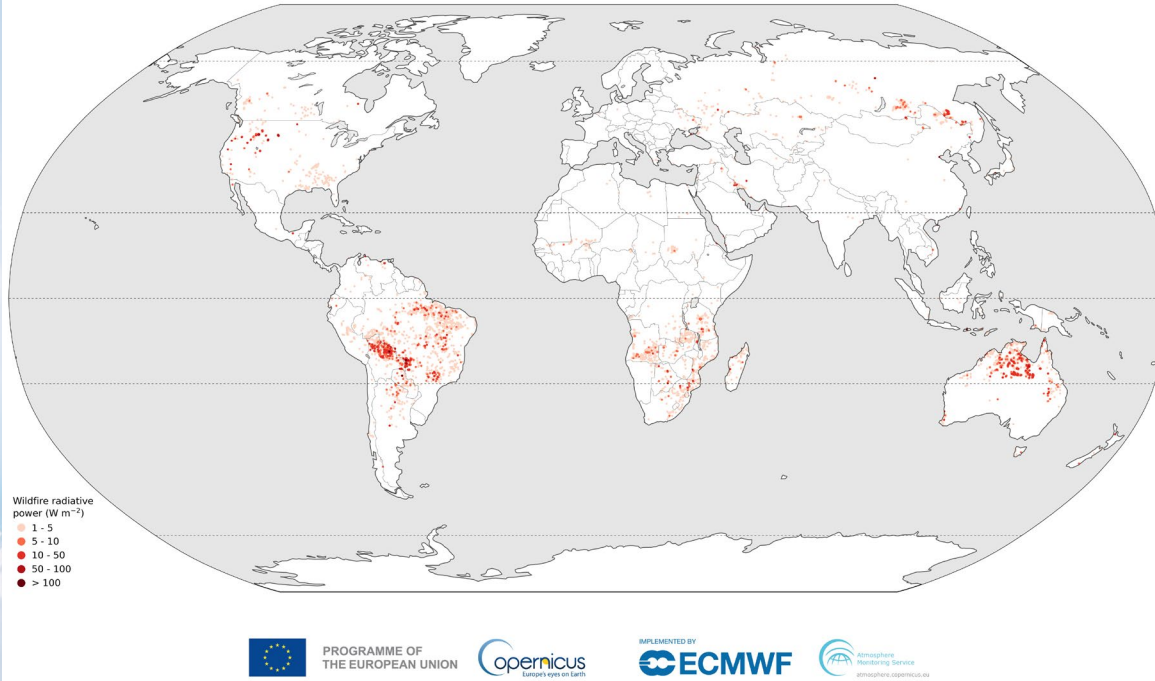 Wildfire radiative
power (W m⁻²)
1 - 5
5 - 10
10 - 50
50 - 100
> 100
PROGRAMME OF
THE EUROPEAN UNION
opernicus
Europe's eyes on Earth
IMPLEMENTED BY
ECMWF
Atmosphere
Monitoring Service
atmosphere.copernicus.eu